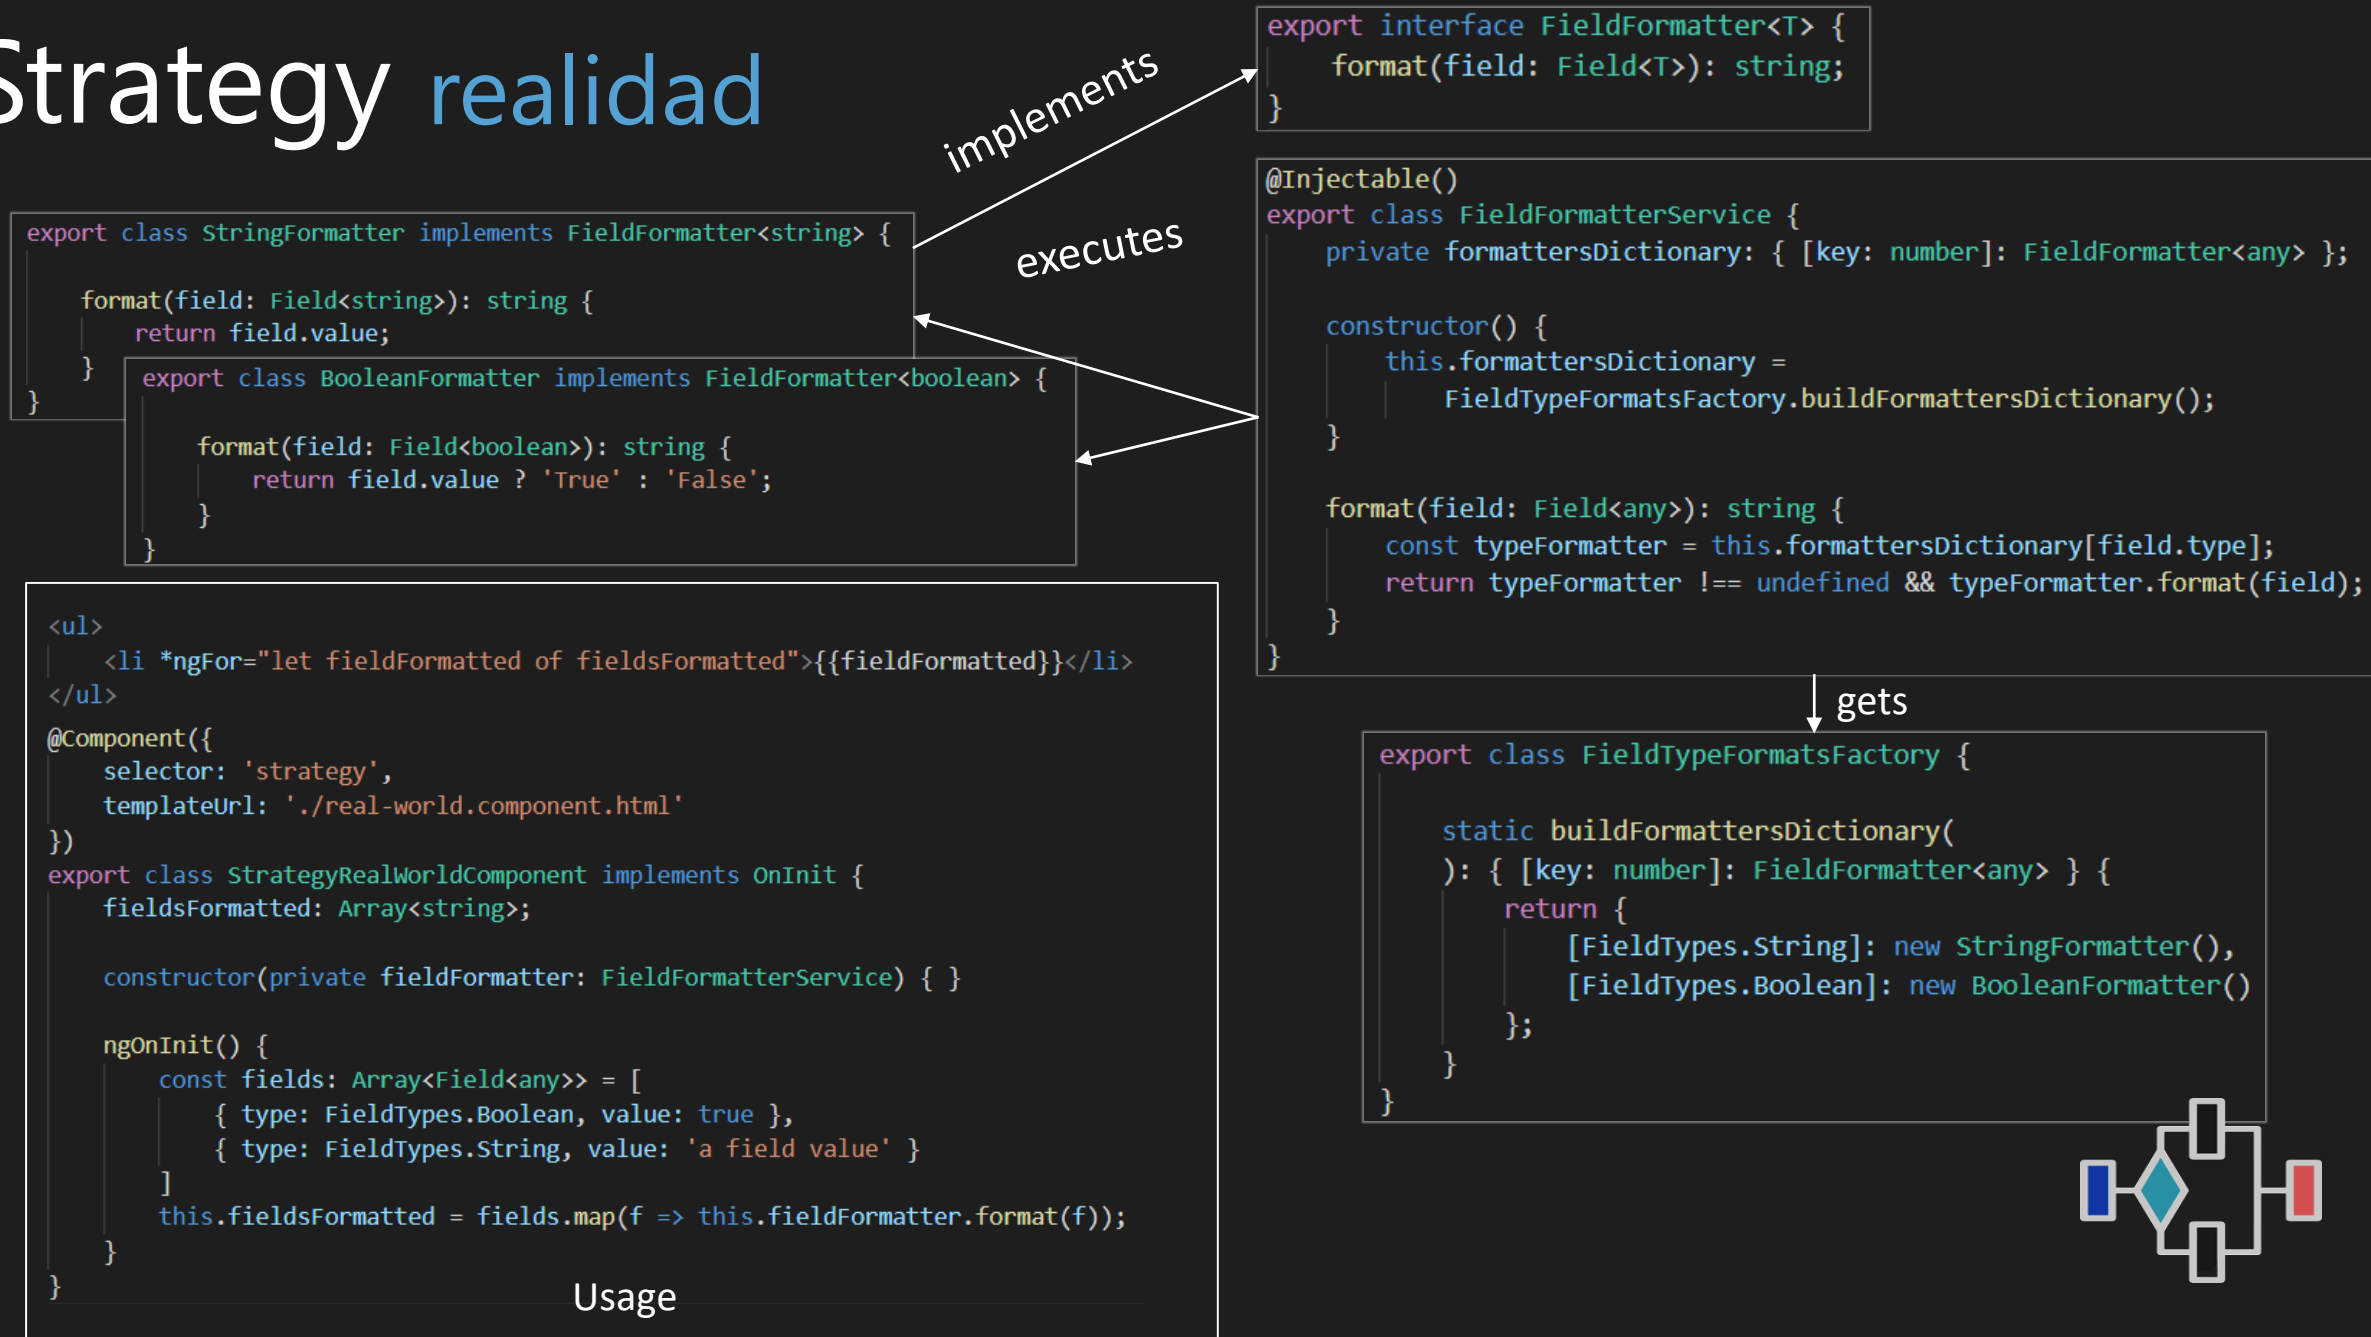 Strategy realidad
implements
executes
export interface FieldFormatter<T> {
format(field: Field<T>): string;
}
export class StringFormatter implements FieldFormatter<string> {
format(field: Field<string>): string {
return field.value;
}
}
export class BooleanFormatter implements FieldFormatter<boolean> {
format(field: Field<boolean>): string {
return field.value ? 'True' : 'False';
}
}
@Injectable()
export class FieldFormatterService {
private formattersDictionary: { [key: number]: FieldFormatter<any> };
constructor() {
this.formattersDictionary =
FieldTypeFormatsFactory.buildFormattersDictionary();
}
format(field: Field<any>): string {
const typeFormatter = this.formattersDictionary[field.type];
return typeFormatter !== undefined && typeFormatter.format(field);
}
}
gets
export class FieldTypeFormatsFactory {
static buildFormattersDictionary(
): { [key: number]: FieldFormatter<any> } {
return {
[FieldTypes.String]: new StringFormatter(),
[FieldTypes.Boolean]: new BooleanFormatter()
};
}
}
<ul>
<li *ngFor="let fieldFormatted of fieldsFormatted">{{fieldFormatted}}</li>
</ul>
@Component({
selector: 'strategy',
templateUrl: './real-world.component.html'
})
export class StrategyRealWorldComponent implements OnInit {
fieldsFormatted: Array<string>;
constructor(private fieldFormatter: FieldFormatterService) { }
ngOnInit() {
const fields: Array<Field<any>> = [
{ type: FieldTypes.Boolean, value: true },
{ type: FieldTypes.String, value: 'a field value' }
]
this.fieldsFormatted = fields.map(f => this.fieldFormatter.format(f));
}
}
Usage